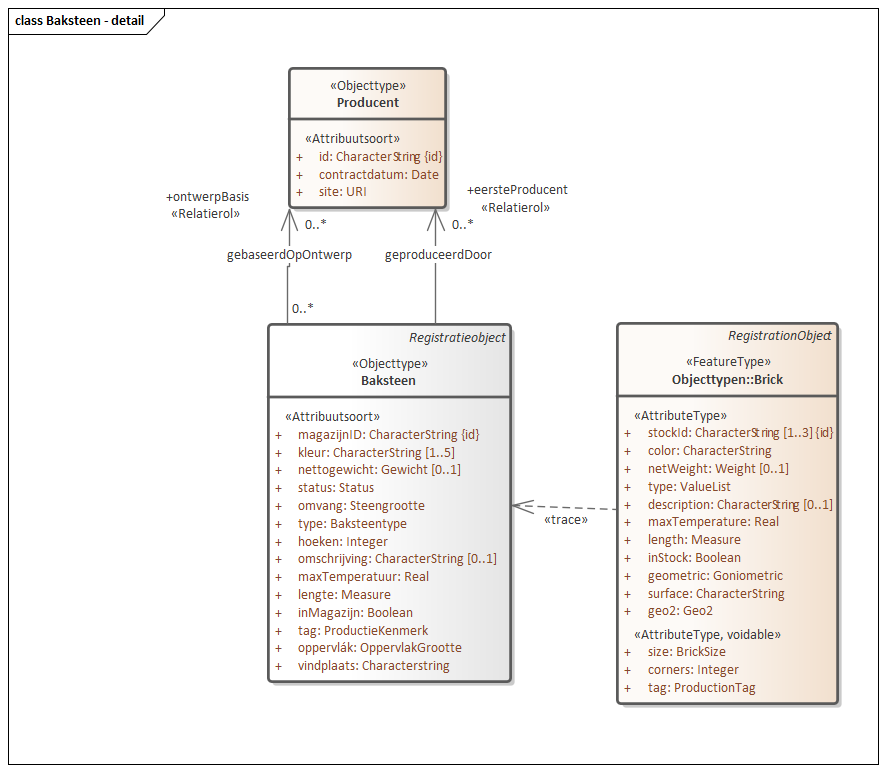 class Baksteen - detail
«Objecttype»
Producent
«Attribuutsoort»
+ id: CharacterString {id}
+ contractdatum: Date
+ site: URI
+ontwerpBasis
«Relatierol»
0..*
+eersteProducent
«Relatierol»
0..*
gebaseerdOpOntwerp
geproduceerdDoor
0..*
Registratieobject
«Objecttype»
Baksteen
«Attribuutsoort»
+ magazijnID: CharacterString {id}
+ kleur: CharacterString [1..5]
+ nettogewicht: Gewicht [0..1]
+ status: Status
+ omvang: Steengrootte
+ type: Baksteentype
+ hoeken: Integer
+ omschrijving: CharacterString [0..1]
+ maxTemperatuur: Real
+ lengte: Measure
+ inMagazijn: Boolean
+ tag: ProductieKenmerk
+ oppervlák: OppervlakGrootte
+ vindplaats: Characterstring
«trace»
RegistrationObject
«FeatureType»
Objecttypen::Brick
«AttributeType»
+ stockId: CharacterString [1..3] {id}
+ color: CharacterString
+ netWeight: Weight [0..1]
+ type: ValueList
+ description: CharacterString [0..1]
+ maxTemperature: Real
+ length: Measure
+ inStock: Boolean
+ geometric: Goniometric
+ surface: CharacterString
+ geo2: Geo2
«AttributeType, voidable»
+ size: BrickSize
+ corners: Integer
+ tag: ProductionTag